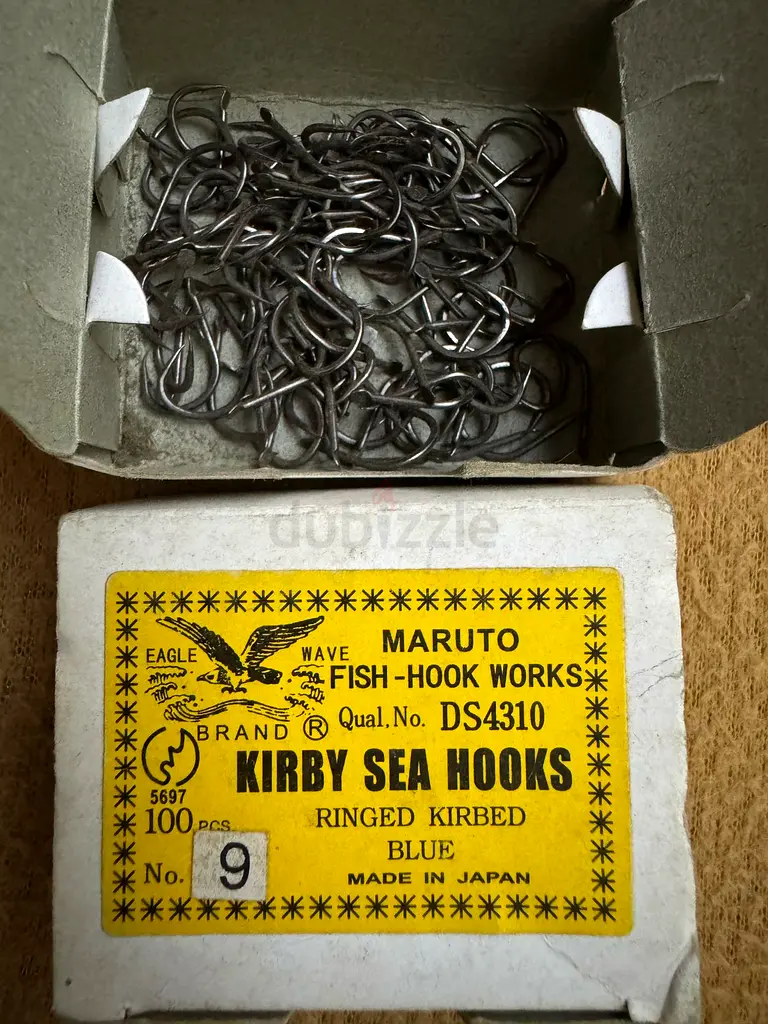 dubizzle
MARUTO
EAGLE WAVE
FISH-HOOK WORKS
BRAND ® Qual.No. DS4310
KIRBY SEA HOOKS
5697
100 PCS. RINGED KIRBED
BLUE
No. 9
MADE IN JAPAN